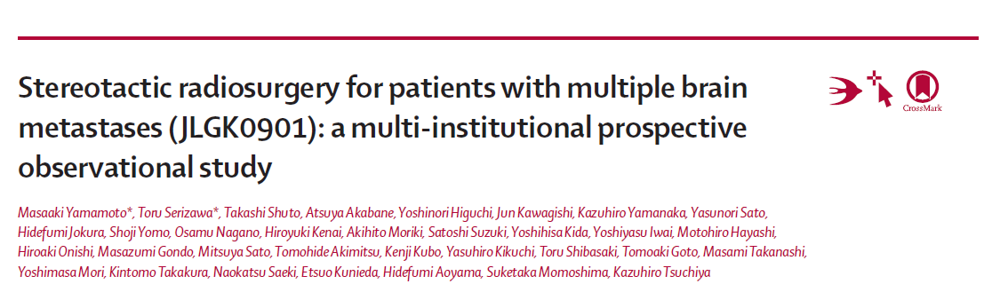 Stereotactic radiosurgery for patients with multiple brain
metastases (JLGK0901): a multi-institutional prospective
observational study
CrossMark
Masaaki Yamamoto*, Toru Serizawa*, Takashi Shuto, Atsuya Akabane, Yoshinori Higuchi, Jun Kawagishi, Kazuhiro Yamanaka, Yasunori Sato,
Hidefumi Jokura, Shoji Yomo, Osamu Nagano, Hiroyuki Kenai, Akihito Moriki, Satoshi Suzuki, Yoshihisa Kida, Yoshiyasu Iwai, Motohiro Hayashi,
Hiroaki Onishi, Masazumi Gondo, Mitsuya Sato, Tomohide Akimitsu, Kenji Kubo, Yasuhiro Kikuchi, Toru Shibasaki, Tomoaki Goto, Masami Takanashi,
Yoshimasa Mori, Kintomo Takakura, Naokatsu Saeki, Etsuo Kunieda, Hidefumi Aoyama, Suketaka Momoshima, Kazuhiro Tsuchiya